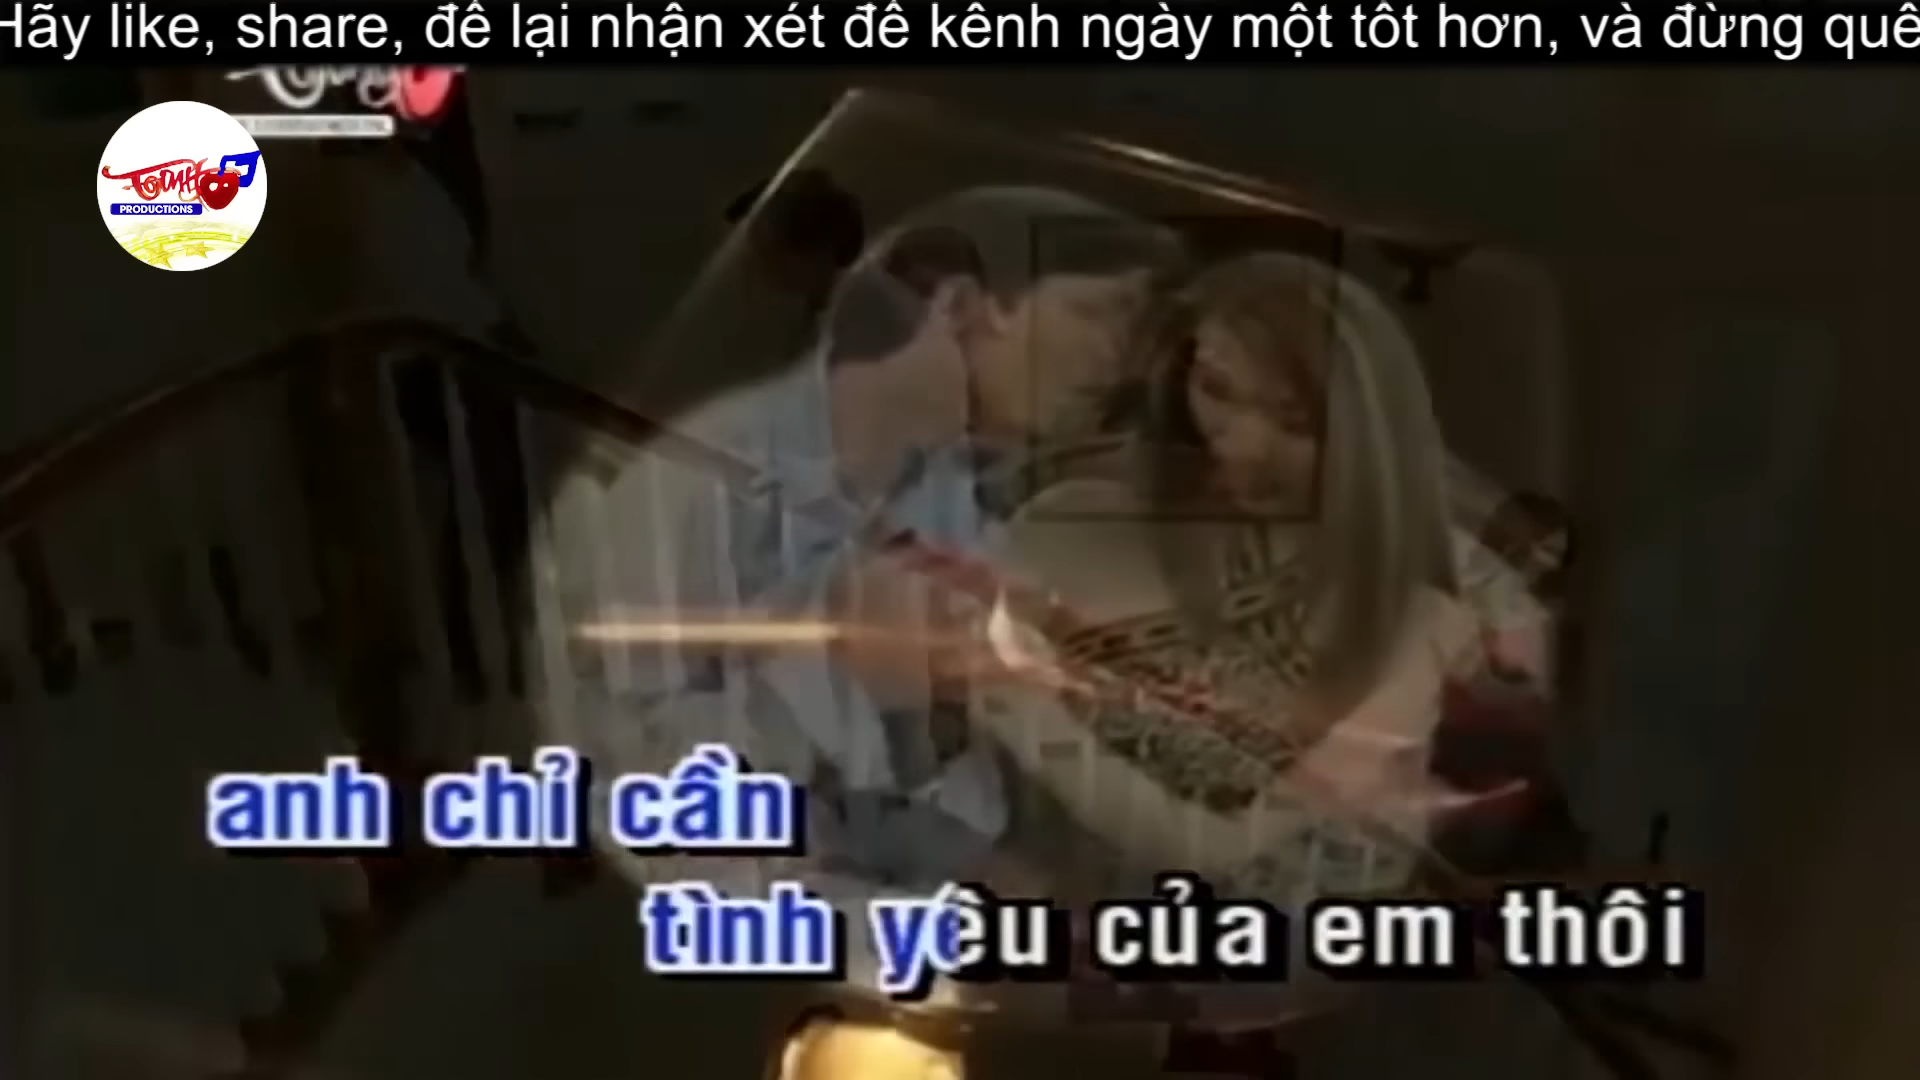 Hãy like, share, để lại nhận xét để kênh ngày một tốt hơn, và đừng quê
PRODUCTIONS
anh chỉ cần
tình yêu của em thôi